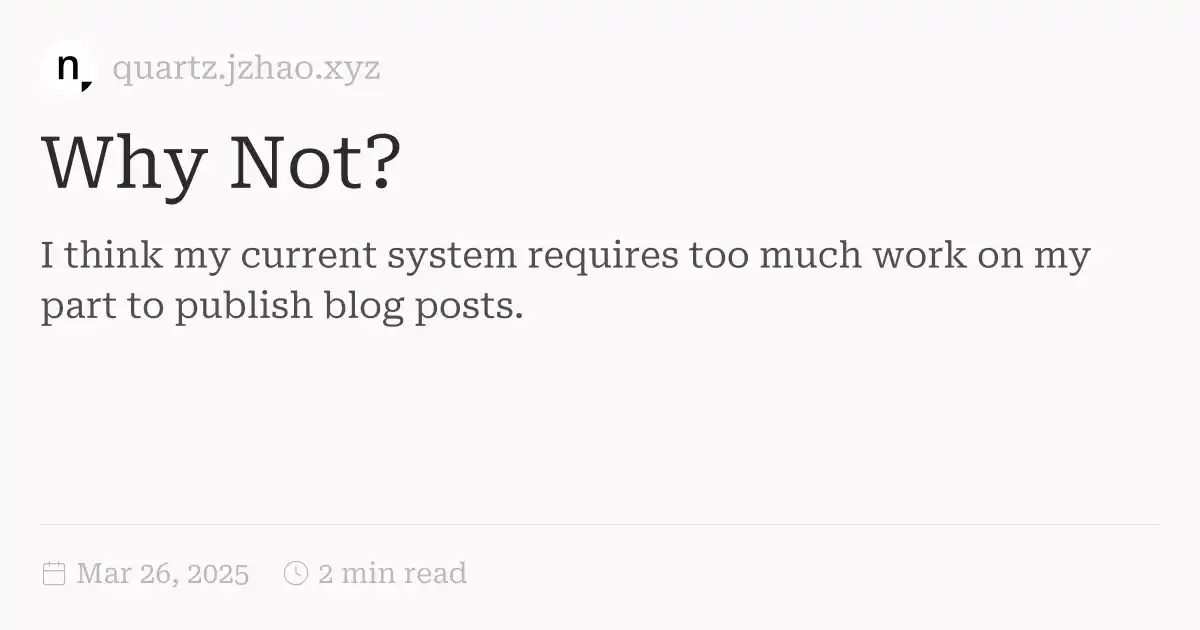 n
quartz.jzhao.xyz
Why Not?
I think my current system requires too much work on my
part to publish blog posts.
Mar 26, 2025 2 min read